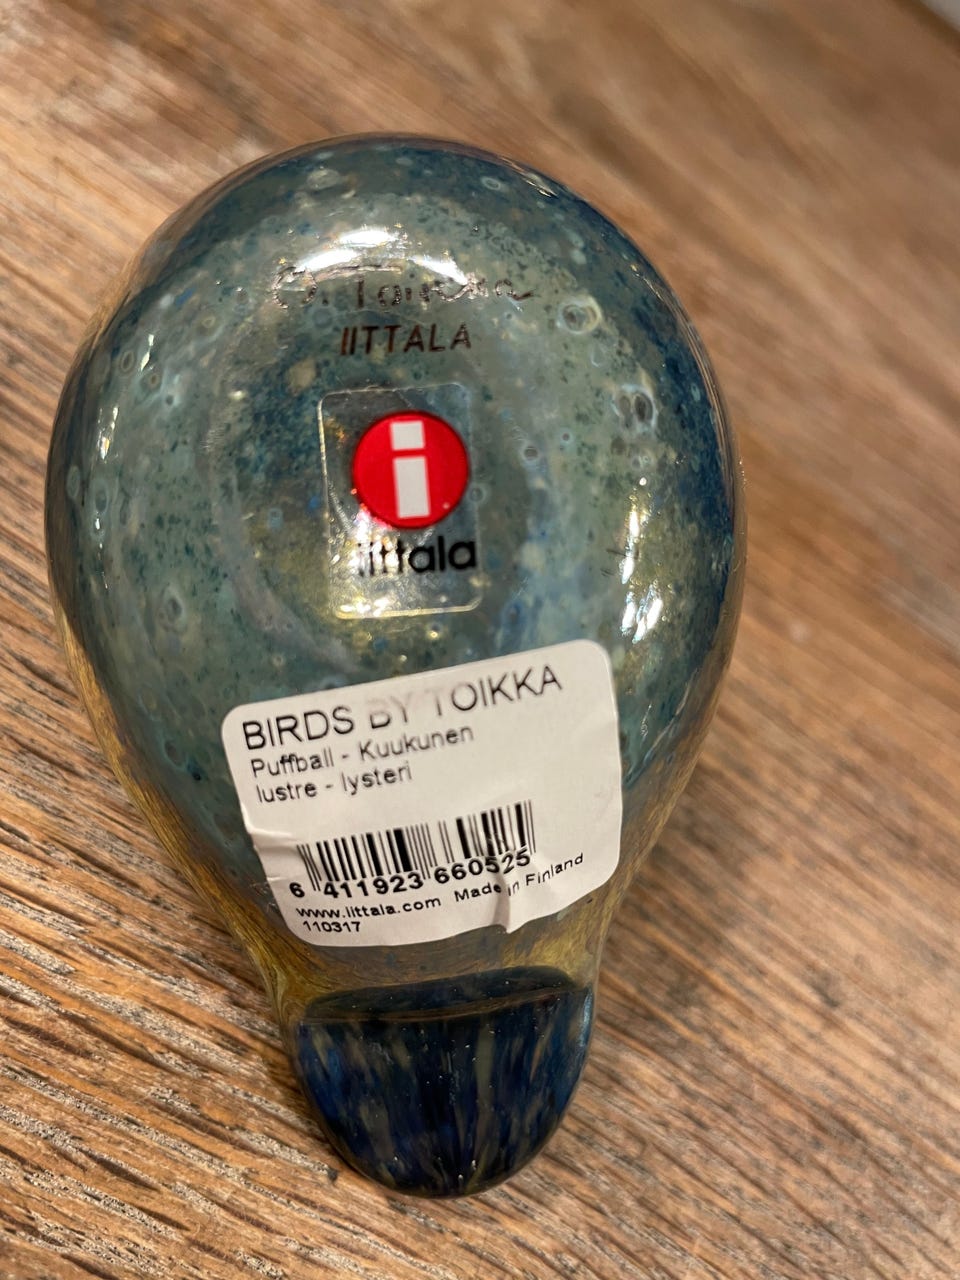 O. Toikka
IITTALA
i
iittala
BIRDS BY TOIKKA
Puffball - Kuukunen
lustre - lysteri
6 411923 660525
www.iittala.com Made in Finland
110317